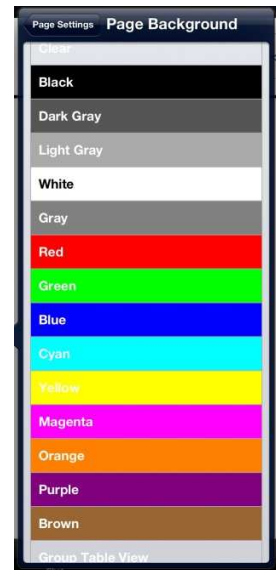 Page Settings Page Background
Clear
Black
Dark Gray
Light Gray
White
Gray
Red
Green
Blue
Cyan
Yellow
Magenta
Orange
Purple
Brown
Group Table View